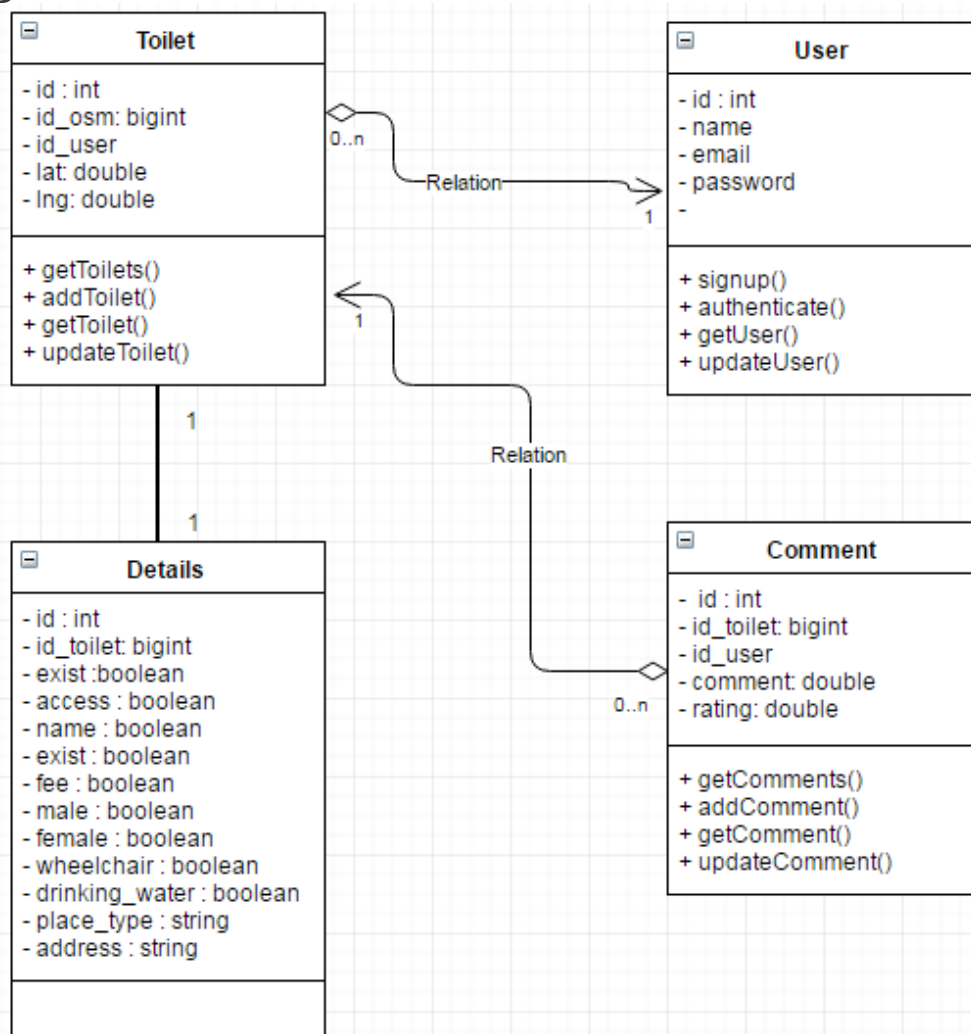 Toilet
- id : int
- id_osm: bigint
- id_user
- lat: double
- lng: double
+ getToilets()
+ addToilet()
+ getToilet()
+ updateToilet()
0..n
Relation
1
User
- id : int
- name
- email
- password
-
+ signup()
+ authenticate()
+ getUser()
+ updateUser()
1
Relation
0..n
1
1
Details
- id : int
- id_toilet: bigint
- exist :boolean
- access : boolean
- name : boolean
- exist : boolean
- fee : boolean
- male : boolean
- female : boolean
- wheelchair : boolean
- drinking_water : boolean
- place_type : string
- address : string
Comment
- id : int
- id_toilet: bigint
- id_user
- comment: double
- rating: double
+ getComments()
+ addComment()
+ getComment()
+ updateComment()